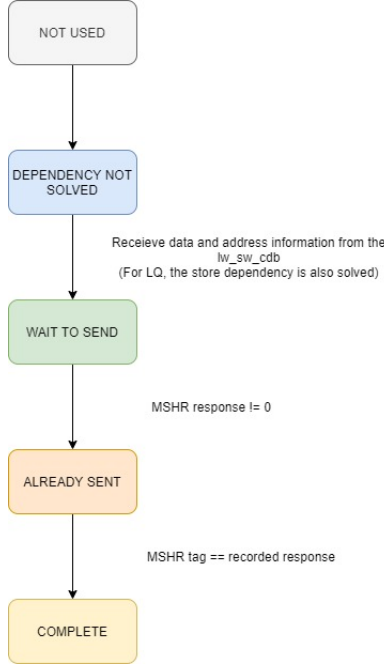 NOT USED
DEPENDENCY NOT
SOLVED
Receieve data and address information from the
lw_sw_cdb
(For LQ, the store dependency is also solved)
WAIT TO SEND
MSHR response != 0
ALREADY SENT
MSHR tag == recorded response
COMPLETE